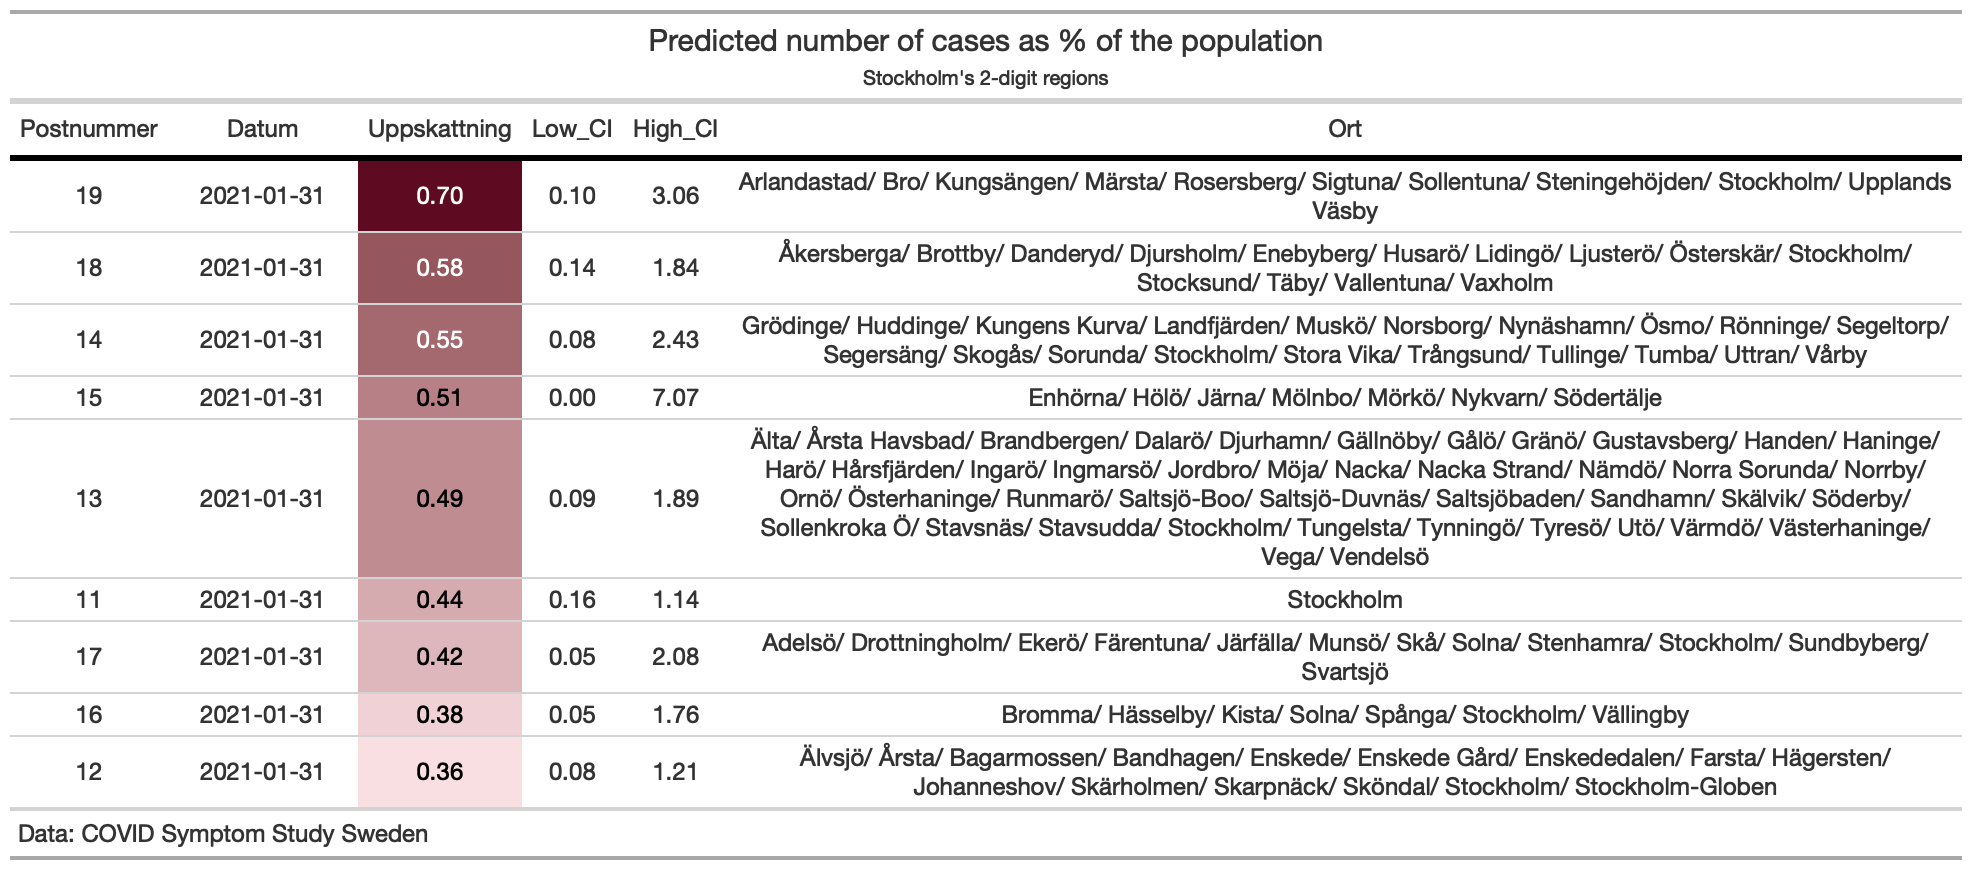 Predicted number of cases as % of the population
Stockholm's 2-digit regions
Postnummer Datum Uppskattning Low_CI High_CI Ort
19 2021-01-31 0.70 0.10 3.06 Arlandastad/ Bro/ Kungsängen/ Märsta/ Rosersberg/ Sigtuna/ Sollentuna/ Steningehöjden/ Stockholm/ Upplands
Väsby
18 2021-01-31 0.58 0.14 1.84 Åkersberga/ Brottby/ Danderyd/ Djursholm/ Enebyberg/ Husarö/ Lidingö/ Ljusterö/ Österskär/ Stockholm/
Stocksund/ Täby/ Vallentuna/ Vaxholm
14 2021-01-31 0.55 0.08 2.43 Grödinge/ Huddinge/ Kungens Kurva/ Landfjärden/ Muskö/ Norsborg/ Nynäshamn/ Ösmo/ Rönninge/ Segeltorp/
Segersäng/ Skogås/ Sorunda/ Stockholm/ Stora Vika/ Trångsund/ Tullinge/ Tumba/ Uttran/ Vårby
15 2021-01-31 0.51 0.00 7.07 Enhörna/ Hölö/ Järna/ Mölnbo/ Mörkö/ Nykvarn/ Södertälje
13 2021-01-31 0.49 0.09 1.89 Älta/ Årsta Havsbad/ Brandbergen/ Dalarö/ Djurhamn/ Gällnöby/ Gålö/ Gränö/ Gustavsberg/ Handen/ Haninge/
Harö/ Hårsfjärden/ Ingarö/ Ingmarsö/ Jordbro/ Möja/ Nacka/ Nacka Strand/ Nämdö/ Norra Sorunda/ Norrby/
Ornö/ Österhaninge/ Runmarö/ Saltsjö-Boo/ Saltsjö-Duvnäs/ Saltsjöbaden/ Sandhamn/ Skälvik/ Söderby/
Sollenkroka Ö/ Stavsnäs/ Stavsudda/ Stockholm/ Tungelsta/ Tynningö/ Tyresö/ Utö/ Värmdö/ Västerhaninge/
Vega/ Vendelsö
11 2021-01-31 0.44 0.16 1.14 Stockholm
17 2021-01-31 0.42 0.05 2.08 Adelsö/ Drottningholm/ Ekerö/ Färentuna/ Järfälla/ Munsö/ Skå/ Solna/ Stenhamra/ Stockholm/ Sundbyberg/
Svartsjö
16 2021-01-31 0.38 0.05 1.76 Bromma/ Hässelby/ Kista/ Solna/ Spånga/ Stockholm/ Vällingby
12 2021-01-31 0.36 0.08 1.21 Älvsjö/ Årsta/ Bagarmossen/ Bandhagen/ Enskede/ Enskede Gård/ Enskededalen/ Farsta/ Hägersten/
Johanneshov/ Skärholmen/ Skarpnäck/ Sköndal/ Stockholm/ Stockholm-Globen
Data: COVID Symptom Study Sweden